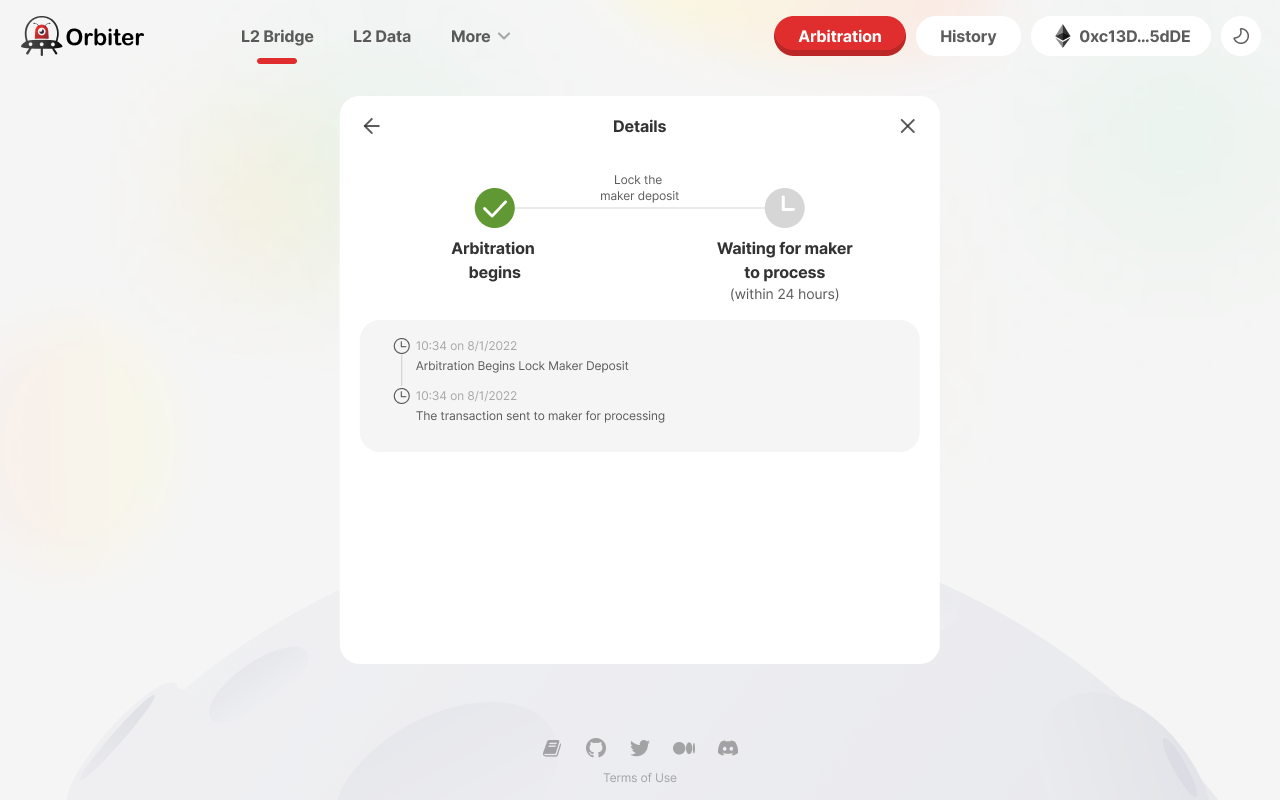 Orbiter
L2 Bridge
L2 Data
More
Arbitration
History
0xc13D...5dDE
Details
Lock the
maker deposit
Arbitration
begins
Waiting for maker
to process
(within 24 hours)
10:34 on 8/1/2022
Arbitration Begins Lock Maker Deposit
10:34 on 8/1/2022
The transaction sent to maker for processing
Terms of Use